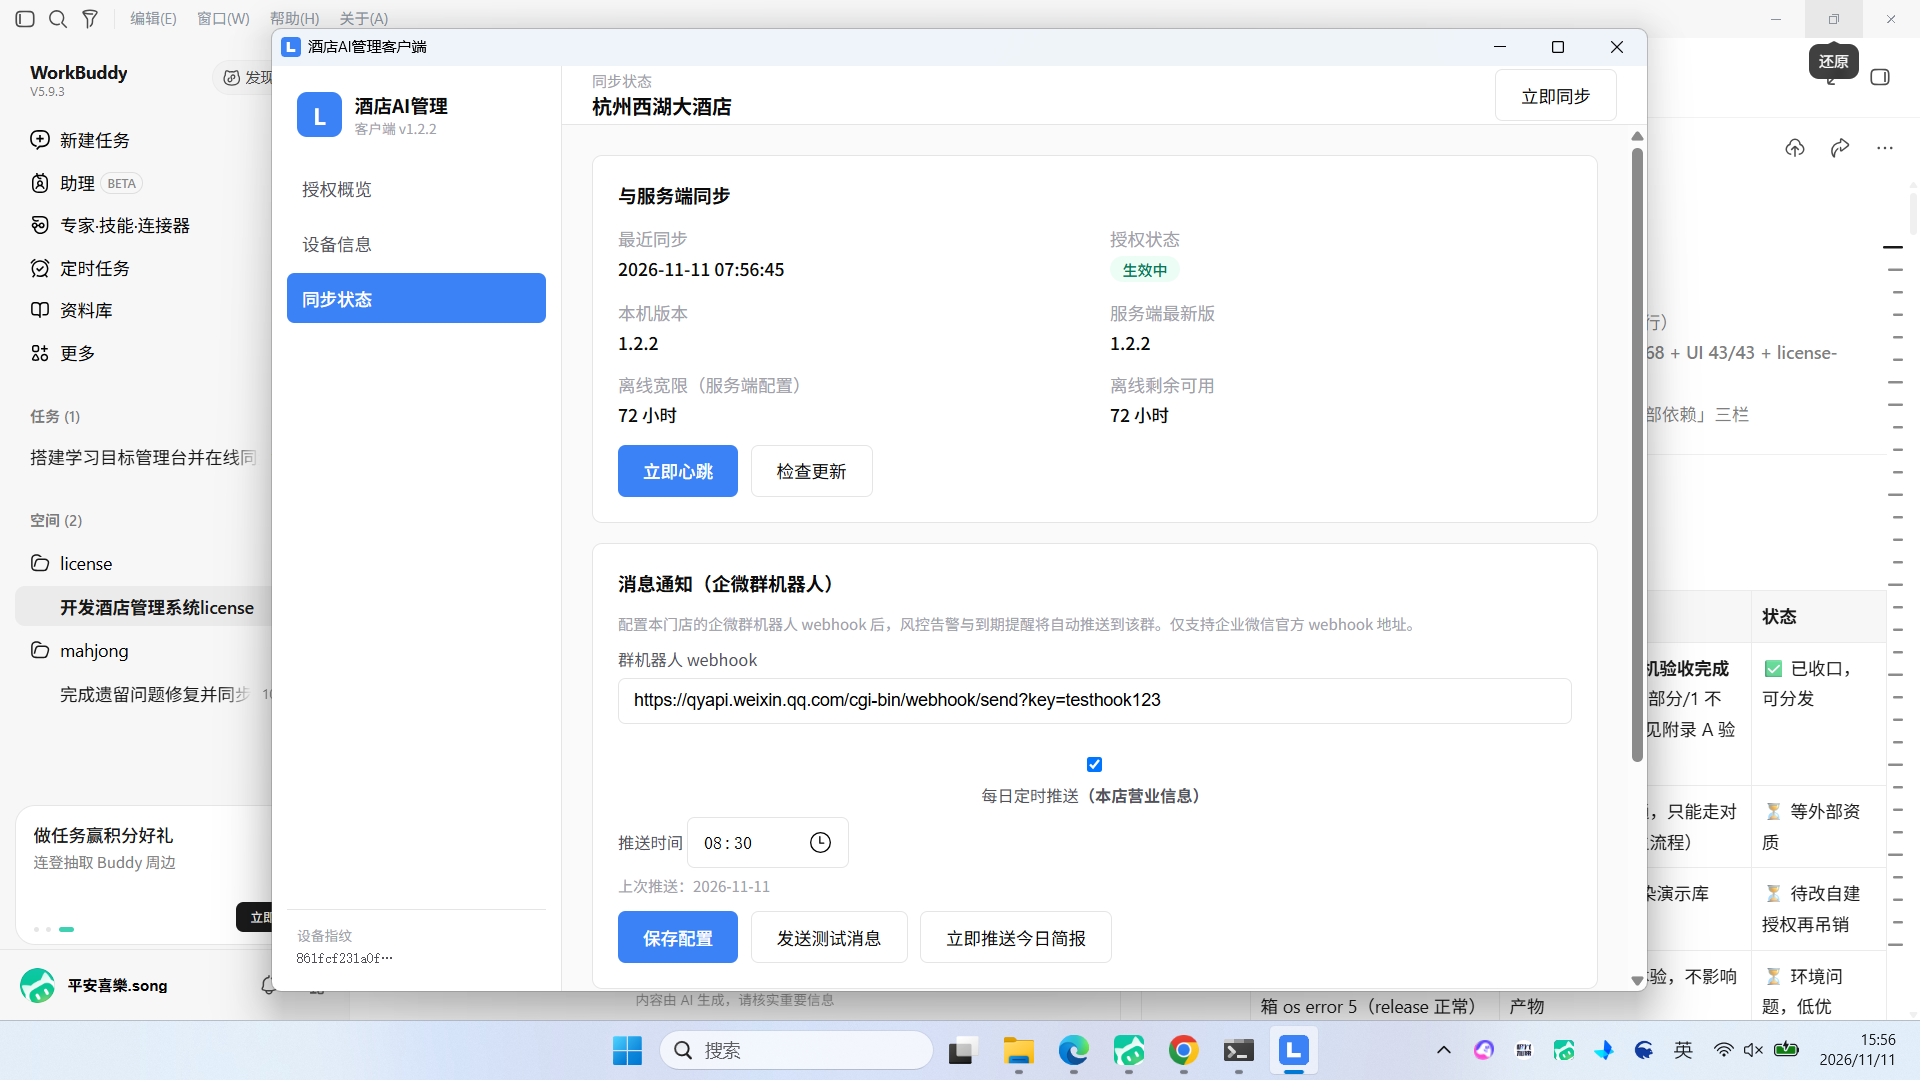 编辑(E) 窗口(W) 帮助(H) 关于(A)
WorkBuddy
V5.9.3
发现
新建任务
助理 BETA
专家·技能·连接器
定时任务
资料库
更多
任务 (1)
搭建学习目标管理台并在线同
空间 (2)
license
开发酒店管理系统license
mahjong
完成遗留问题修复并同步
做任务赢积分好礼
连登抽取 Buddy 周边
立即
平安喜樂.song
酒店AI管理客户端
L
酒店AI管理
客户端 v1.2.2
授权概览
设备信息
同步状态
设备指纹
861fcf231a0f…
同步状态
杭州西湖大酒店
立即同步
与服务端同步
最近同步
2026-11-11 07:56:45
授权状态
生效中
本机版本
1.2.2
服务端最新版
1.2.2
离线宽限（服务端配置）
72 小时
离线剩余可用
72 小时
立即心跳 检查更新
消息通知（企微群机器人）
配置本门店的企微群机器人 webhook 后，风控告警与到期提醒将自动推送到该群。仅支持企业微信官方 webhook 地址。
群机器人 webhook
https://qyapi.weixin.qq.com/cgi-bin/webhook/send?key=testhook123
每日定时推送（本店营业信息）
推送时间 08:30
上次推送：2026-11-11
保存配置 发送测试消息 立即推送今日简报
还原
行）
68 + UI 43/43 + license-
部依赖」三栏
状态
机验收完成
部分/1 不
见附录 A 验
✅ 已收口，
可分发
，只能走对
流程）
⏳ 等外部资
质
染演示库
⏳ 待改自建
授权再吊销
验，不影响
产物
⏳ 环境问
题，低优
箱 os error 5（release 正常）
内容由 AI 生成，请核实重要信息
搜索
英
15:56
2026/11/11